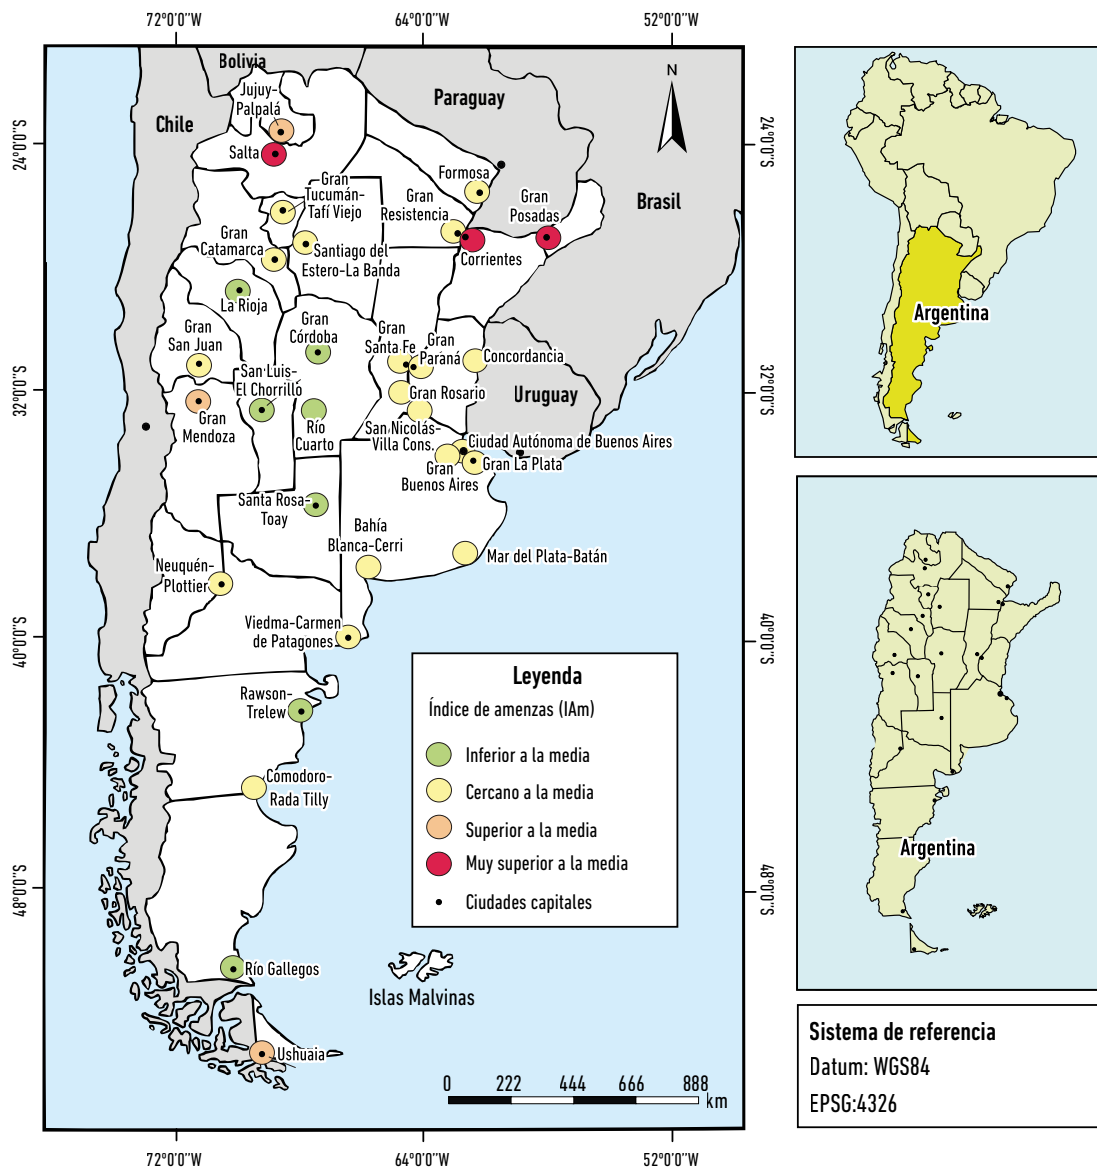 72°0'0"W
64°0'0"W
52°0'0"W
24°0'0"S
32°0'0"S
40°0'0"S
48°0'0"S
24°0'0"S
32°0'0"S
40°0'0"S
48°0'0"S
Bolivia
Paraguay
Chile
Brasil
Uruguay
N
Jujuy-
Palpalá
Salta
Formosa
Gran
Tucumán-
Tafí Viejo
Gran
Resistencia
Gran
Posadas
Gran
Catamarca
Santiago del
Estero-La Banda
Corrientes
La Rioja
Gran
San Juan
Gran
Córdoba
Gran
Santa Fe
Gran
Paraná
Concordancia
San Luis-
El Chorrillo
Gran Rosario
Gran
Mendoza
Río
Cuarto
San Nicolás-
Villa Cons.
Ciudad Autónoma de Buenos Aires
Gran La Plata
Gran
Buenos Aires
Santa Rosa-
Toay
Bahía
Blanca-Cerri
Mar del Plata-Batán
Neuquén-
Plottier
Viedma-Carmen
de Patagones
Rawson-
Trelew
Comodoro-
Rada Tilly
Río Gallegos
Islas Malvinas
Ushuaia
Leyenda
Índice de amenzas (IAm)
Inferior a la media
Cercano a la media
Superior a la media
Muy superior a la media
Ciudades capitales
0 222 444 666 888
km
72°0'0"W
64°0'0"W
52°0'0"W
Argentina
Argentina
Sistema de referencia
Datum: WGS84
EPSG:4326